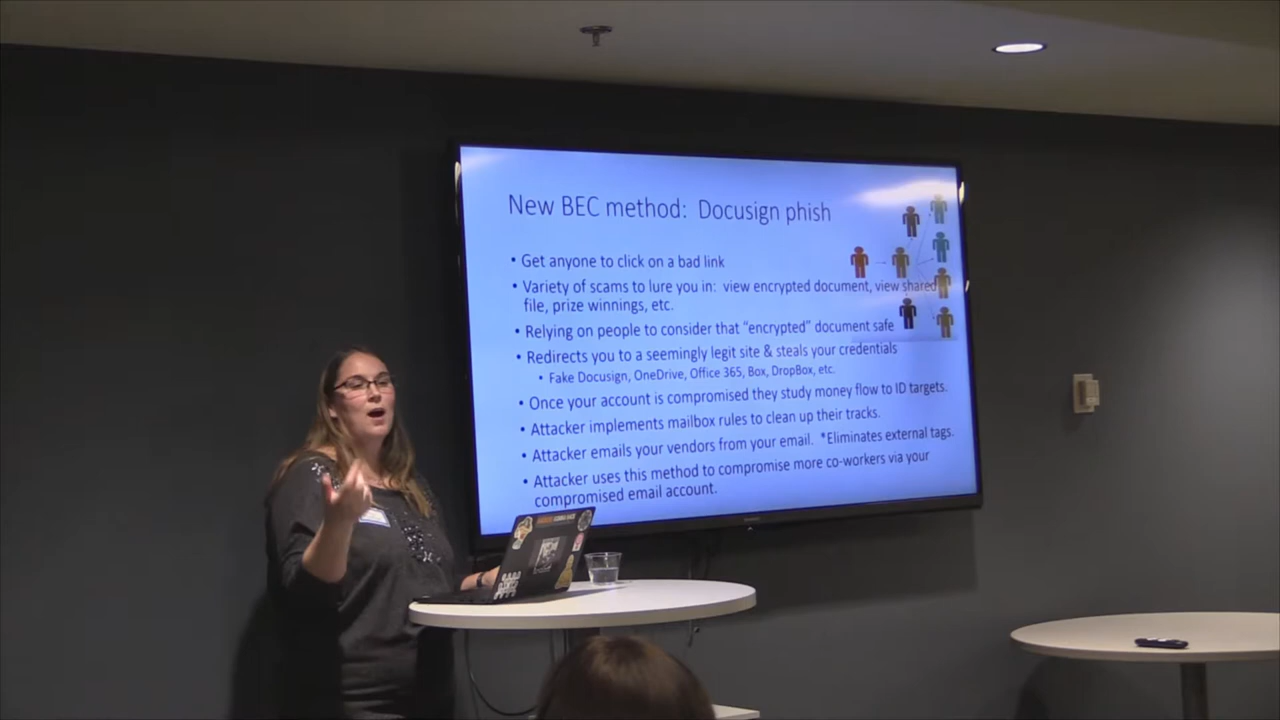 New BEC method: Docusign phish
• Get anyone to click on a bad link
• Variety of scams to lure you in: view encrypted document, view shared
file, prize winnings, etc.
• Relying on people to consider that “encrypted” document safe
• Redirects you to a seemingly legit site & steals your credentials
• Fake Docusign, OneDrive, Office 365, Box, DropBox, etc.
• Once your account is compromised they study money flow to ID targets.
• Attacker implements mailbox rules to clean up their tracks.
• Attacker emails your vendors from your email. *Eliminates external tags.
• Attacker uses this method to compromise more co-workers via your
compromised email account.